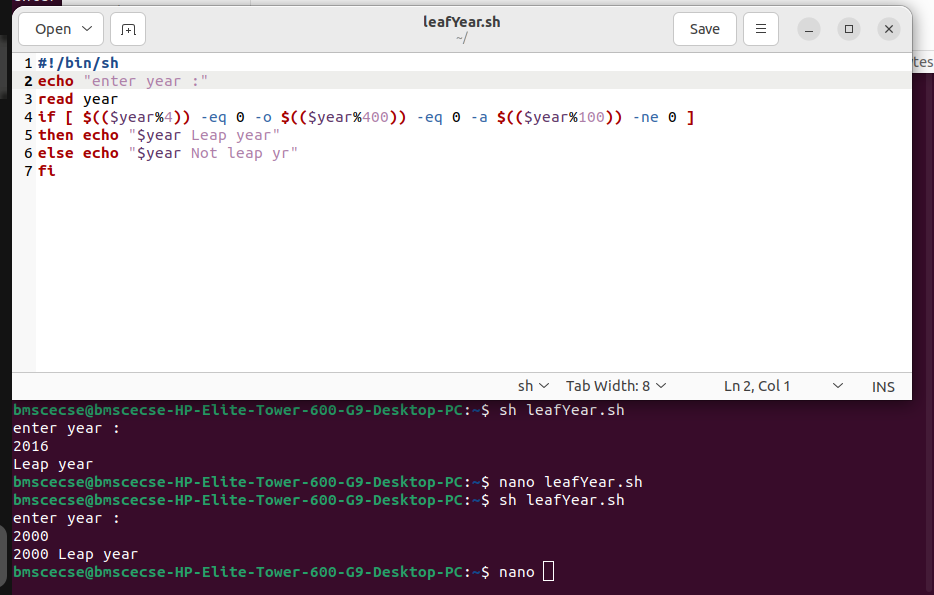 Open
leafYear.sh
~/
Save
tes
1 #!/bin/sh
2 echo "enter year :"
3 read year
4 if [ $(($year%4)) -eq 0 -o $(($year%400)) -eq 0 -a $(($year%100)) -ne 0 ]
5 then echo "$year Leap year"
6 else echo "$year Not leap yr"
7 fi
sh Tab Width: 8 Ln 2, Col 1 INS
bmscecse@bmscecse-HP-Elite-Tower-600-G9-Desktop-PC:~$ sh leafYear.sh
enter year :
2016
Leap year
bmscecse@bmscecse-HP-Elite-Tower-600-G9-Desktop-PC:~$ nano leafYear.sh
bmscecse@bmscecse-HP-Elite-Tower-600-G9-Desktop-PC:~$ sh leafYear.sh
enter year :
2000
2000 Leap year
bmscecse@bmscecse-HP-Elite-Tower-600-G9-Desktop-PC:~$ nano